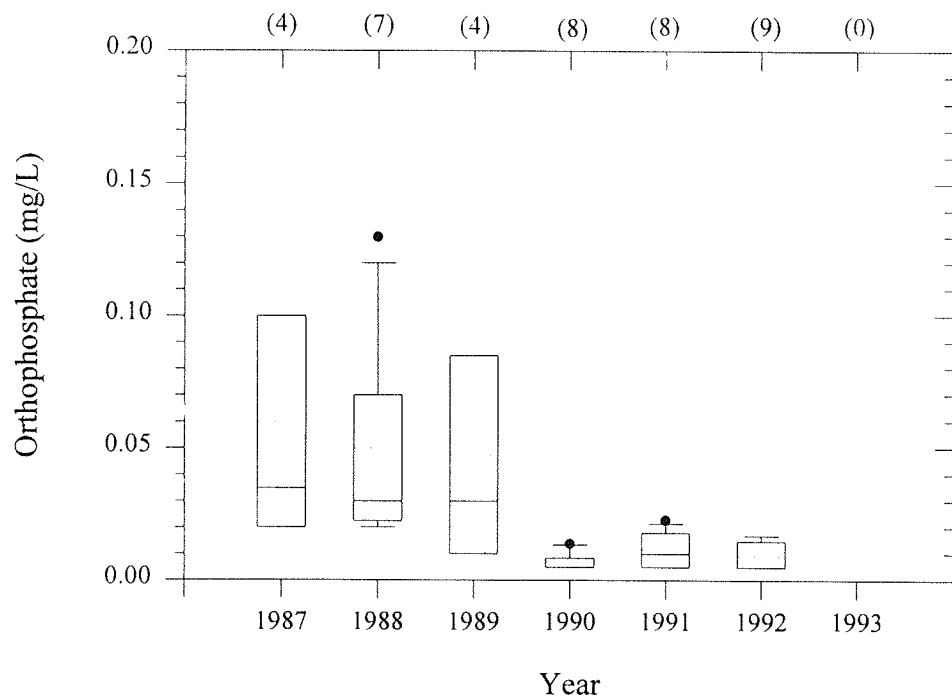 (4) (7) (4) (8) (8) (9) (0)
0.20
0.15
0.10
0.05
0.00
Orthophosphate (mg/L)
1987 1988 1989 1990 1991 1992 1993
Year